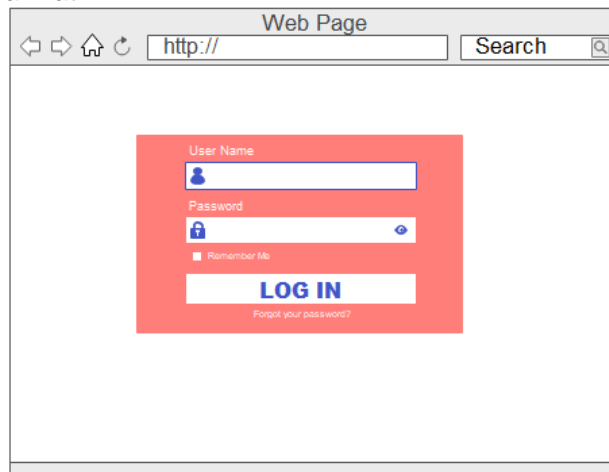 Web Page
http://
Search
User Name
Password
Remember Me
LOG IN
Forgot your password?